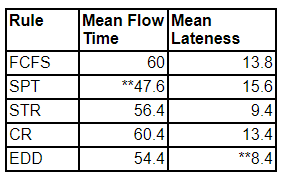 Rule Mean Flow Time Mean Lateness
FCFS 60 13.8
SPT **47.6 15.6
STR 56.4 9.4
CR 60.4 13.4
EDD 54.4 **8.4